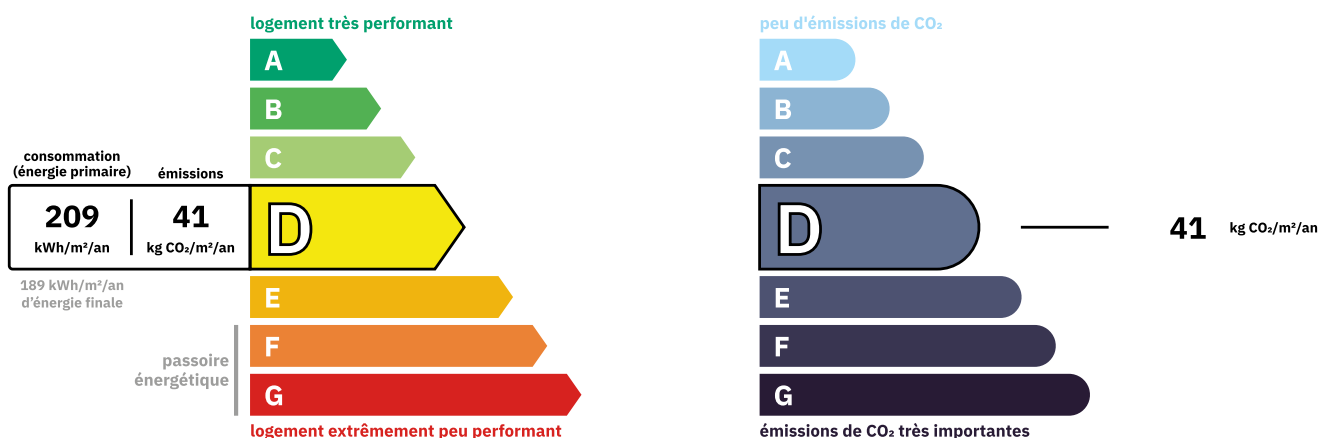 logement très performant
A
B
C
consommation
(énergie primaire)
émissions
209
kWh/m²/an
41
kg CO₂/m²/an
D
189 kWh/m²/an
d'énergie finale
E
F
passoire
énergétique
G
logement extrêmement peu performant
peu d'émissions de CO₂
A
B
C
D
41 kg CO₂/m²/an
E
F
G
émissions de CO₂ très importantes